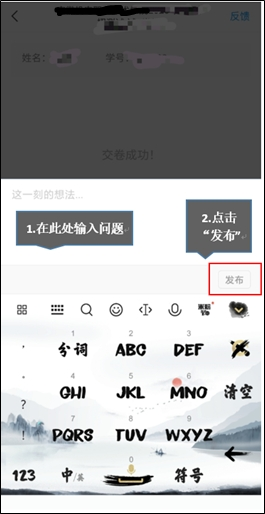 反馈
姓名: 学号:
交卷成功!
这一刻的想法...
1.在此处输入问题
2.点击
“发布”
发布
1 2 3
分词 ABC DEF
4 5 6
GHI JKL MNO 清空
?
!
7 8 9
PQRS TUV WXYZ
0
123 中/英 符号